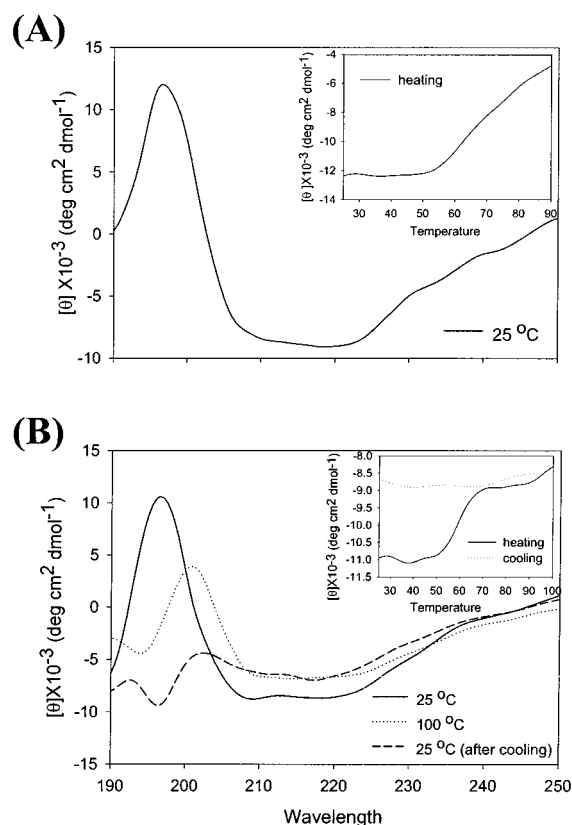 (A)
15
10
5
0
-5
-10
[θ] X10-3 (deg cm2 dmol-1)
25 oC
-4
-6
-8
-10
-12
-14
[θ ]X10-3 (deg cm2 dmol-1)
heating
30 40 50 60 70 80 90
Temperature
(B)
15
10
5
0
-5
-10
-15
[θ]X10-3 (deg cm2 dmol-1)
-8.0
-8.5
-9.0
-9.5
-10.0
-10.5
-11.0
-11.5
[θ]X10-3 (deg cm2 dmol-1)
heating
cooling
30 40 50 60 70 80 90 100
Temperature
25 oC
100 oC
25 oC (after cooling)
190 200 210 220 230 240 250
Wavelength